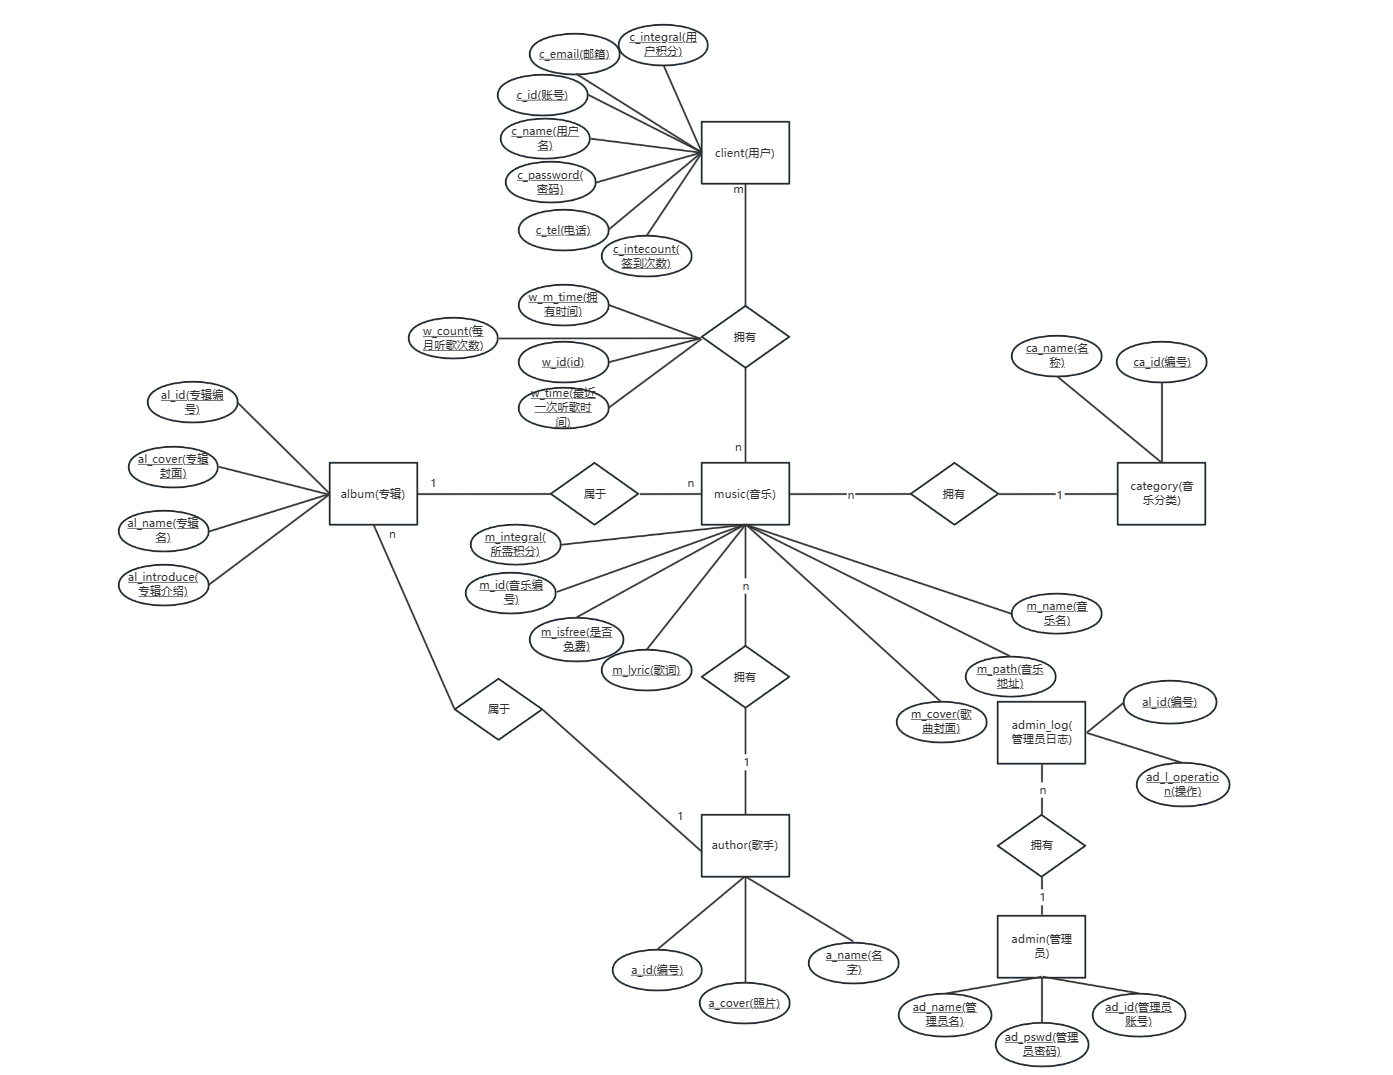 c_integral(用
户积分)
c_email(邮箱)
c_id(账号)
c_name(用户
名)
client(用户)
c_password(
密码)
m
c_tel(电话)
c_intecount(
签到次数)
w_m_time(拥
有时间)
w_count(每
月听歌次数)
拥有
w_id(id)
ca_name(名
称)
ca_id(编号)
w_time(最近
一次听歌时
间)
al_id(专辑编
号)
n
al_cover(专辑
封面)
album(专辑)
1
属于
n
music(音乐)
n
拥有
1
category(音
乐分类)
al_name(专辑
名)
n
m_integral(
所需积分)
al_introduce(
专辑介绍)
m_id(音乐编
号)
n
m_name(音
乐名)
m_isfree(是否
免费)
m_lyric(歌词)
拥有
m_path(音乐
地址)
属于
m_cover(歌
曲封面)
admin_log(
管理员日志)
al_id(编号)
1
ad_l_operatio
n(操作)
n
1
author(歌手)
拥有
1
a_id(编号)
a_cover(照片)
a_name(名
字)
admin(管理
员)
ad_name(管
理员名)
ad_pswd(管理
员密码)
ad_id(管理员
账号)